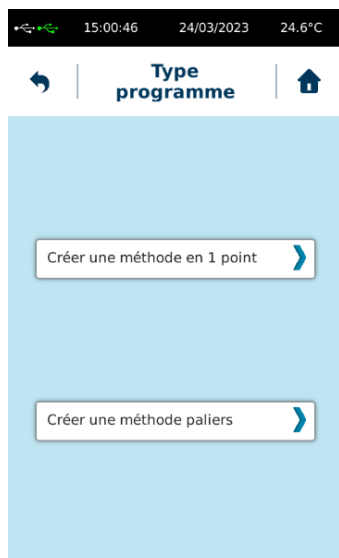 15:00:46 24/03/2023 24.6°C
Type
programme
Créer une méthode en 1 point
Créer une méthode paliers